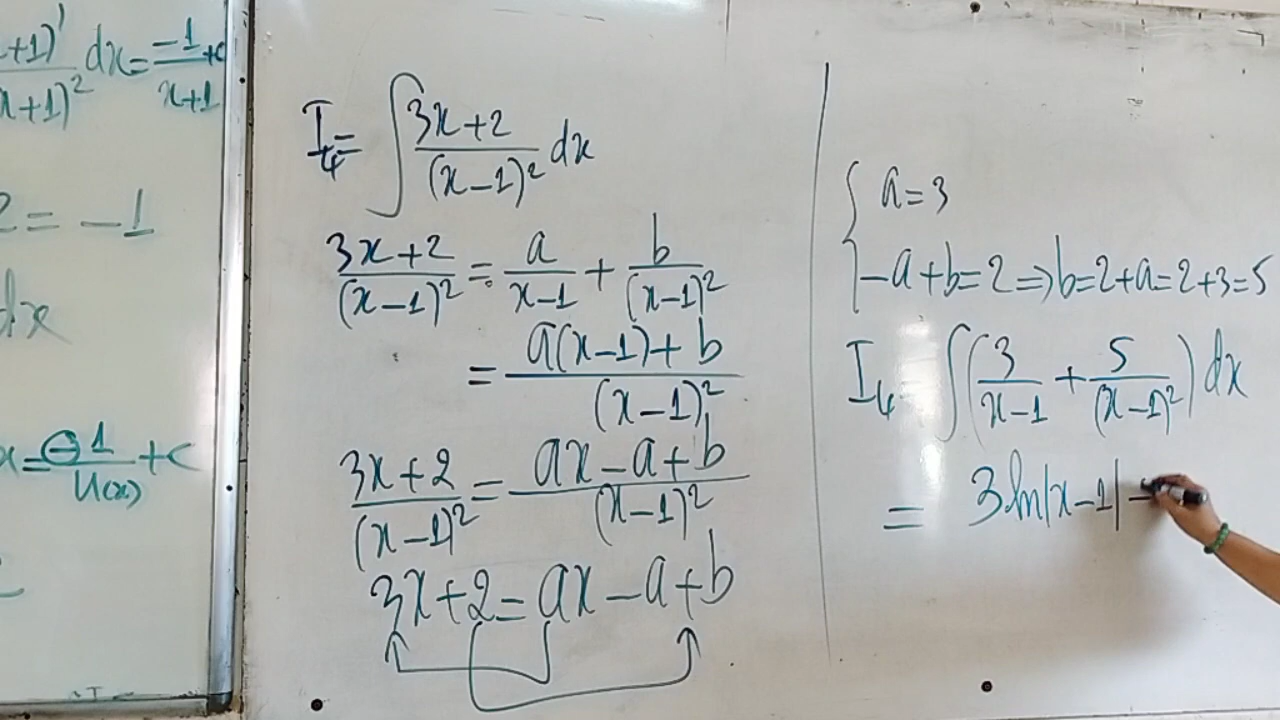 +1)' / (x+1)² dx = -1 / x+1 + c
2 = -1
dx
= ⊖1 / U(x) + c
I₄ = ∫ 3x+2 / (x-1)² dx
3x+2 / (x-1)² = a / x-1 + b / (x-1)²
= a(x-1)+b / (x-1)²
3x+2 / (x-1)² = ax-a+b / (x-1)²
3x+2 = ax-a+b
{ a=3
-a+b=2 ⇒ b=2+a=2+3=5
I₄ = ∫ ( 3 / x-1 + 5 / (x-1)² ) dx
= 3ln|x-1| -